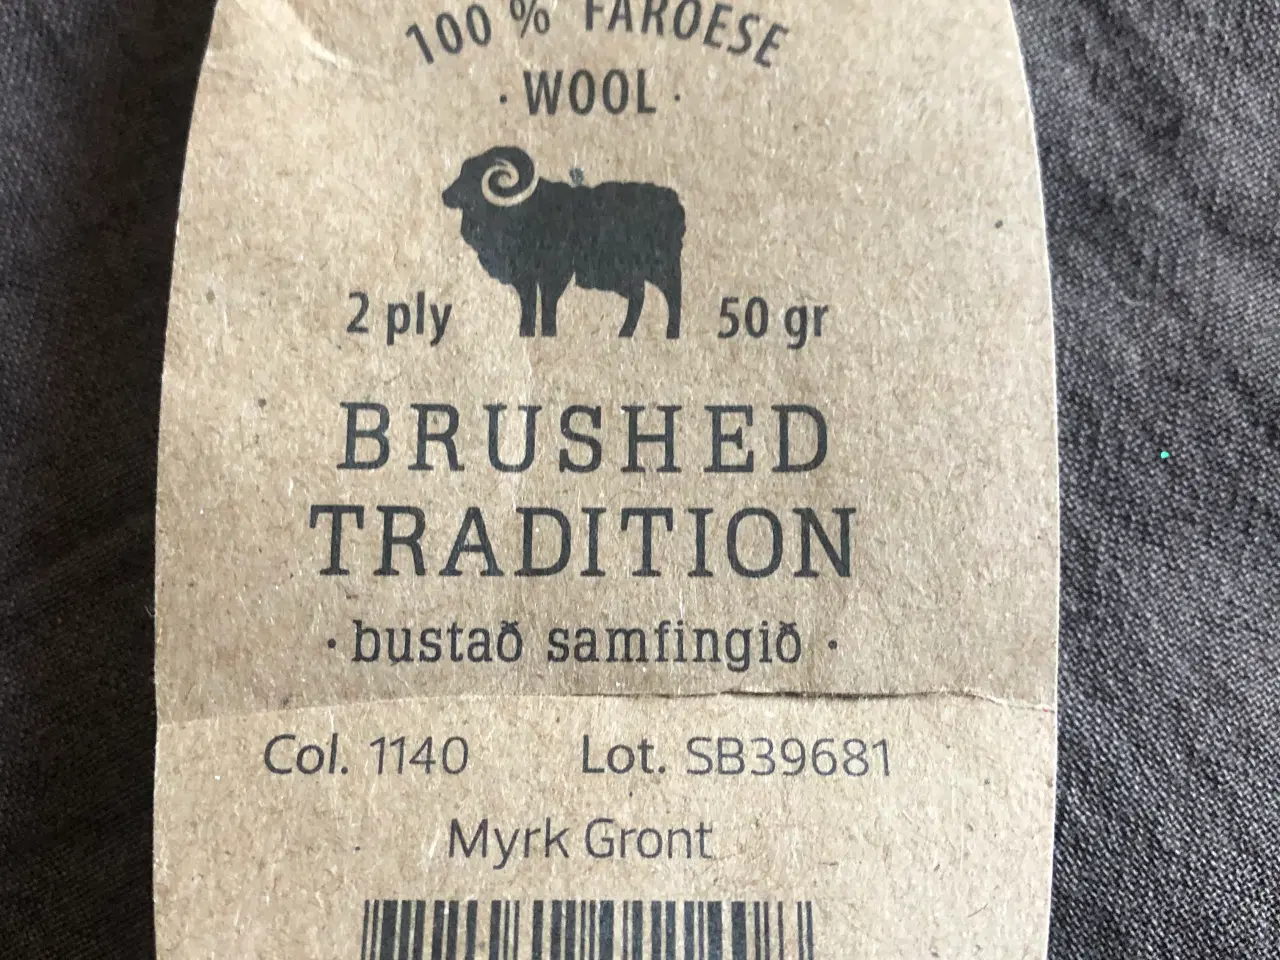 100 % FAROESE
· WOOL ·
2 ply 50 gr
BRUSHED
TRADITION
· bustað samfingið ·
Col. 1140 Lot. SB39681
Myrk Gront